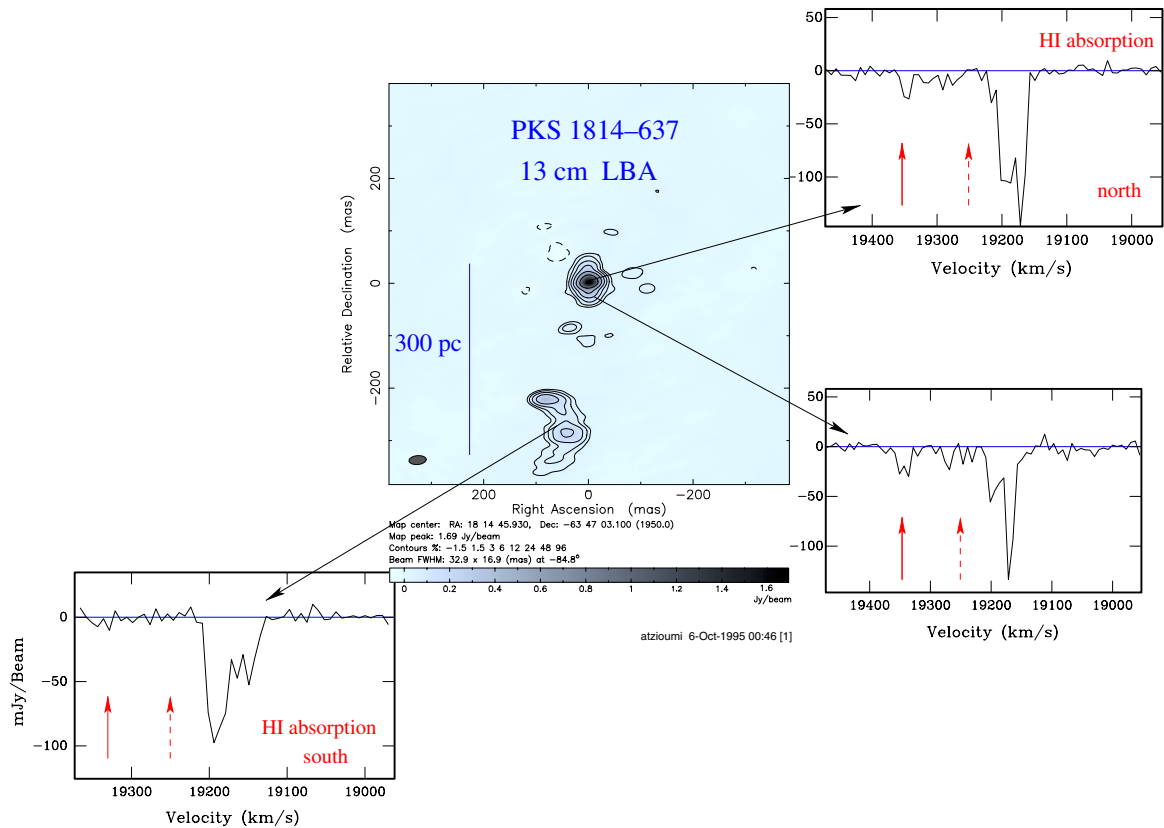 50
0
−50
−100
HI absorption
north
19400 19300 19200 19100 19000
Velocity (km/s)
PKS 1814−637
13 cm LBA
Relative Declination (mas)
200
0
−200
300 pc
200 0 −200
Right Ascension (mas)
Map center: RA: 18 14 45.930, Dec: −63 47 03.100 (1950.0)
Map peak: 1.69 Jy/beam
Contours %: −1.5 1.5 3 6 12 24 48 96
Beam FWHM: 32.9 x 16.9 (mas) at −84.8°
0 0.2 0.4 0.6 0.8 1 1.2 1.4 1.6
Jy/beam
atzioumi 6-Oct-1995 00:46 [1]
50
0
−50
−100
19400 19300 19200 19100 19000
Velocity (km/s)
mJy/Beam
0
−50
−100
HI absorption
south
19300 19200 19100 19000
Velocity (km/s)